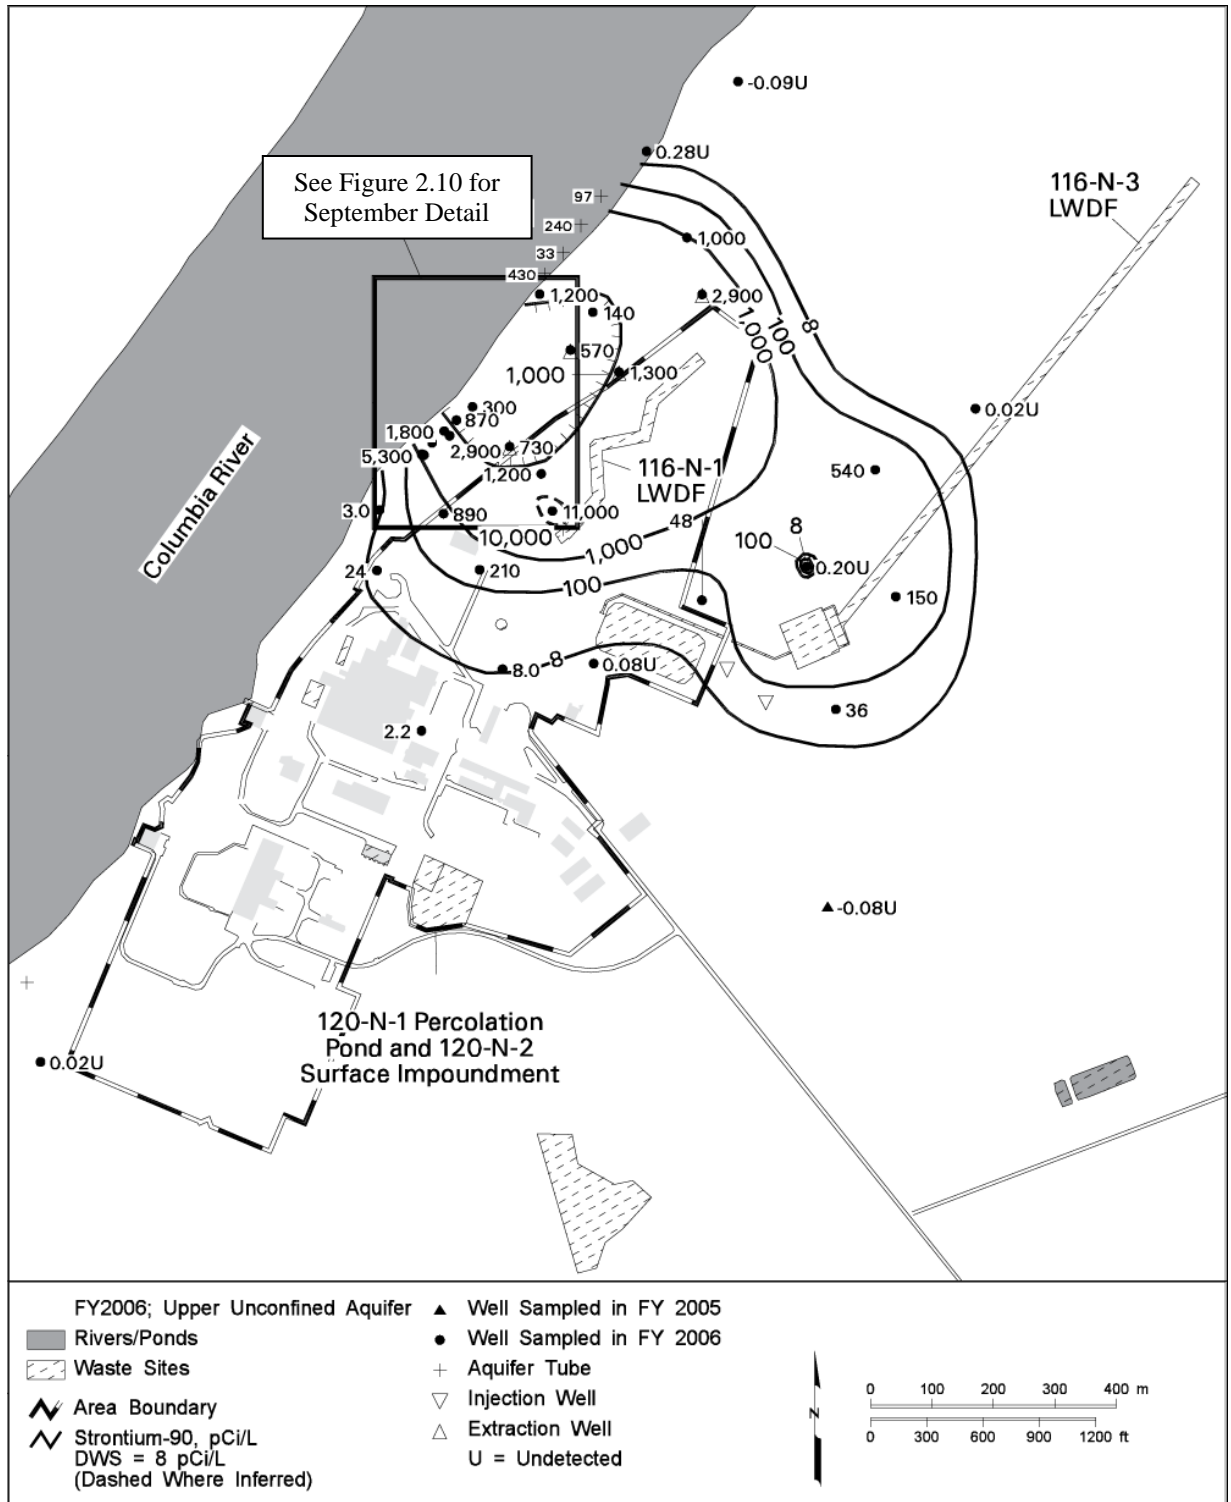 -0.09U
0.28U
See Figure 2.10 for
September Detail
97
240
33
430
116-N-3
LWDF
1,000
1,200
2,900
140
1,000
100
8
570
1,000
1,300
300
870
0.02U
1,800
2,900
730
5,300
1,200
116-N-1
LWDF
540
Columbia River
3.0
890
11,000
48
10,000
1,000
8
100
0.20U
24
210
100
150
8.0
8
0.08U
36
2.2
-0.08U
120-N-1 Percolation
Pond and 120-N-2
Surface Impoundment
0.02U
FY2006; Upper Unconfined Aquifer
Rivers/Ponds
Waste Sites
Area Boundary
Strontium-90, pCi/L
DWS = 8 pCi/L
(Dashed Where Inferred)
Well Sampled in FY 2005
Well Sampled in FY 2006
Aquifer Tube
Injection Well
Extraction Well
U = Undetected
N
0 100 200 300 400 m
0 300 600 900 1200 ft